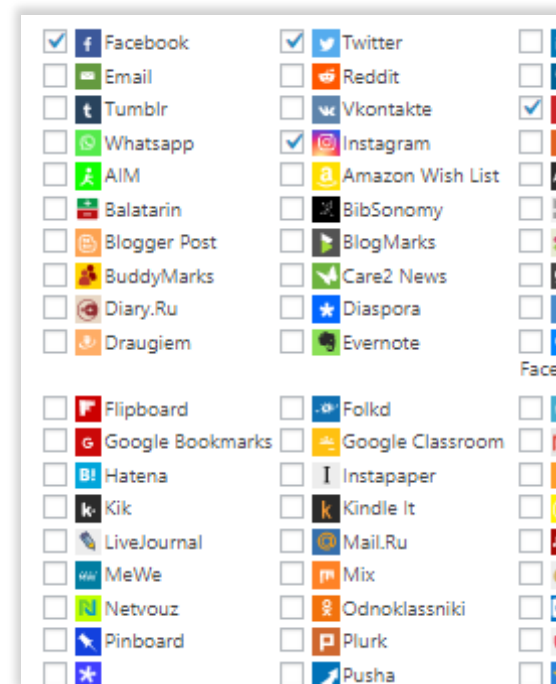 Facebook Twitter
Email Reddit
Tumblr Vkontakte
Whatsapp Instagram
AIM Amazon Wish List
Balatarin BibSonomy
Blogger Post BlogMarks
BuddyMarks Care2 News
Diary.Ru Diaspora
Draugiem Evernote
Face
Flipboard Folkd
Google Bookmarks Google Classroom
Hatena Instapaper
Kik Kindle It
LiveJournal Mail.Ru
MeWe Mix
Netvouz Odnoklassniki
Pinboard Plurk
Pusha